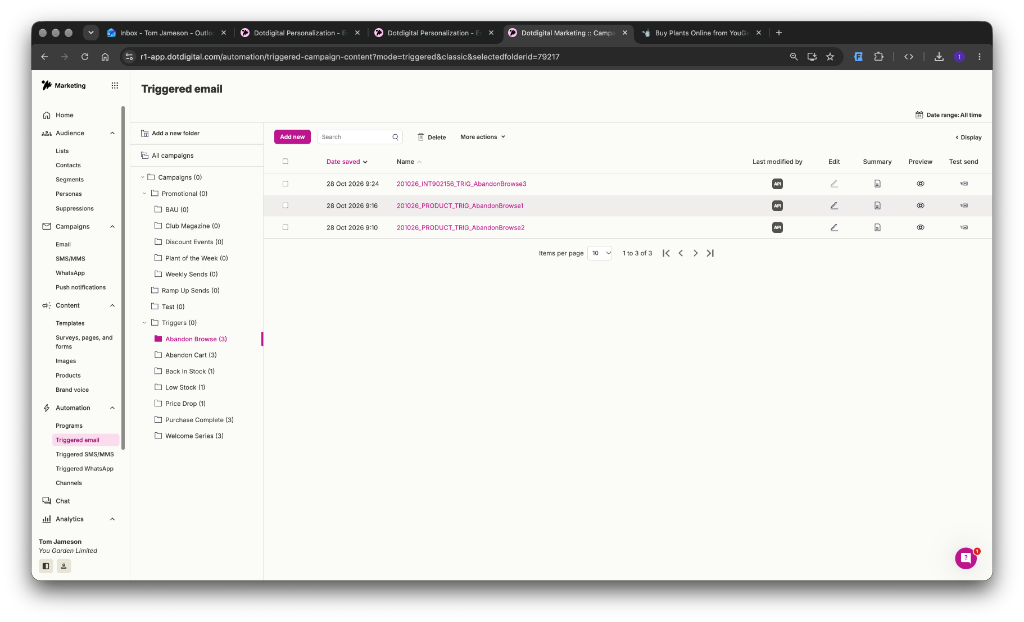 Inbox - Tom Jameson - Outlo
Dotdigital Personalization - E
Dotdigital Personalization - E
Dotdigital Marketing :: Camp
Buy Plants Online from YouG
r1-app.dotdigital.com/automation/triggered-campaign-content?mode=triggered&classic&selectedfolderid=79217
1
Marketing
Home
Audience
Lists
Contacts
Segments
Personas
Suppressions
Campaigns
Email
SMS/MMS
WhatsApp
Push notifications
Content
Templates
Surveys, pages, and
forms
Images
Products
Brand voice
Automation
Programs
Triggered email
Triggered SMS/MMS
Triggered WhatsApp
Channels
Chat
Analytics
Tom Jameson
You Garden Limited
Triggered email
Date range: All time
Add a new folder
All campaigns
Campaigns (0)
Promotional (0)
BAU (0)
Club Magazine (0)
Discount Events (0)
Plant of the Week (0)
Weekly Sends (0)
Ramp Up Sends (0)
Test (0)
Triggers (0)
Abandon Browse (3)
Abandon Cart (3)
Back In Stock (1)
Low Stock (1)
Price Drop (1)
Purchase Complete (3)
Welcome Series (3)
Add new
Search
Delete
More actions
Display
Date saved Name Last modified by Edit Summary Preview Test send
28 Oct 2026 9:24 201026_INT902156_TRIG_AbandonBrowse3 API
28 Oct 2026 9:16 201026_PRODUCT_TRIG_AbandonBrowse1 API
28 Oct 2026 9:10 201026_PRODUCT_TRIG_AbandonBrowse2 API
Items per page 10 1 to 3 of 3
1